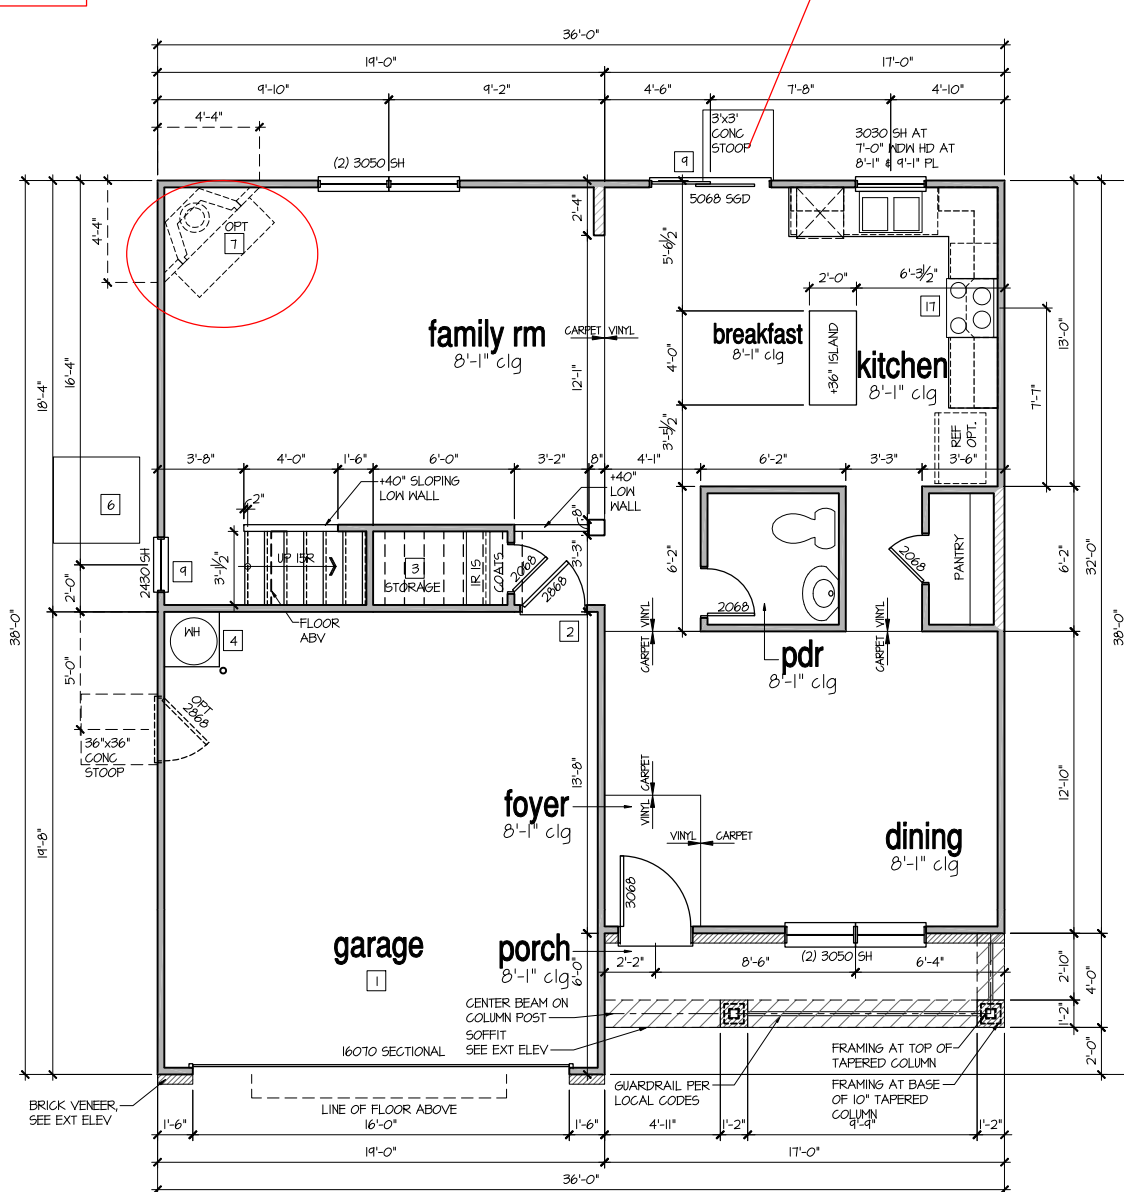 36'-0"
19'-0"
17'-0"
9'-10"
9'-2"
4'-6"
7'-8"
4'-10"
4'-4"
3'x3'
CONC
STOOP
3030 SH AT
7'-0" WDW HD AT
8'-1" & 9'-1" PL
(2) 3050 SH
9
5068 SGD
4'-4"
OPT
7
2'-4"
5'-6½"
2'-0"
6'-3½"
17
family rm
8'-1" clg
CARPET
VINYL
breakfast
8'-1" clg
+36" ISLAND
kitchen
8'-1" clg
13'-0"
7'-7"
16'-4"
18'-4"
12'-1"
4'-0"
3'-5½"
REF
OPT.
3'-8"
4'-0"
1'-6"
6'-0"
3'-2"
8"
4'-1"
6'-2"
3'-3"
3'-6"
+40" SLOPING
LOW WALL
+40"
LOW
WALL
6
2"
8"
2430 SH
9
3'-1½"
UP 15R
3
STORAGE
1R 1S
COATS
2068
2868
3'-3"
6'-2"
2068
2068
PANTRY
6'-2"
32'-0"
2'-0"
38'-0"
38'-0"
FLOOR
ABV
2
WH
4
VINYL
CARPET
VINYL
CARPET
pdr
8'-1" clg
5'-0"
OPT
2868
36"x36"
CONC
STOOP
13'-8"
CARPET
VINYL
foyer
8'-1" clg
VINYL
CARPET
dining
8'-1" clg
12'-10"
19'-8"
3068
garage
1
porch
8'-1" clg
6'-0"
2'-2"
8'-6"
(2) 3050 SH
6'-4"
2'-10"
4'-0"
1'-2"
2'-0"
CENTER BEAM ON
COLUMN POST
SOFFIT
SEE EXT ELEV
16070 SECTIONAL
FRAMING AT TOP OF
TAPERED COLUMN
FRAMING AT BASE
OF 10" TAPERED
COLUMN
GUARDRAIL PER
LOCAL CODES
BRICK VENEER,
SEE EXT ELEV
LINE OF FLOOR ABOVE
1'-6"
16'-0"
1'-6"
4'-11"
1'-2"
9'-9"
1'-2"
19'-0"
17'-0"
36'-0"